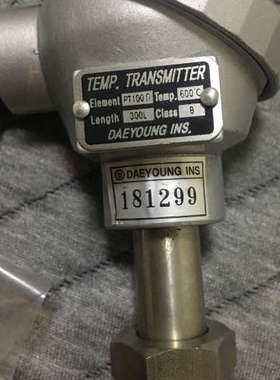 TEMP. TRANSMITTER
Element PT100Ω Temp. 600℃
Length 300L Class B
DAEYOUNG INS.
DAEYOUNG INS
181299